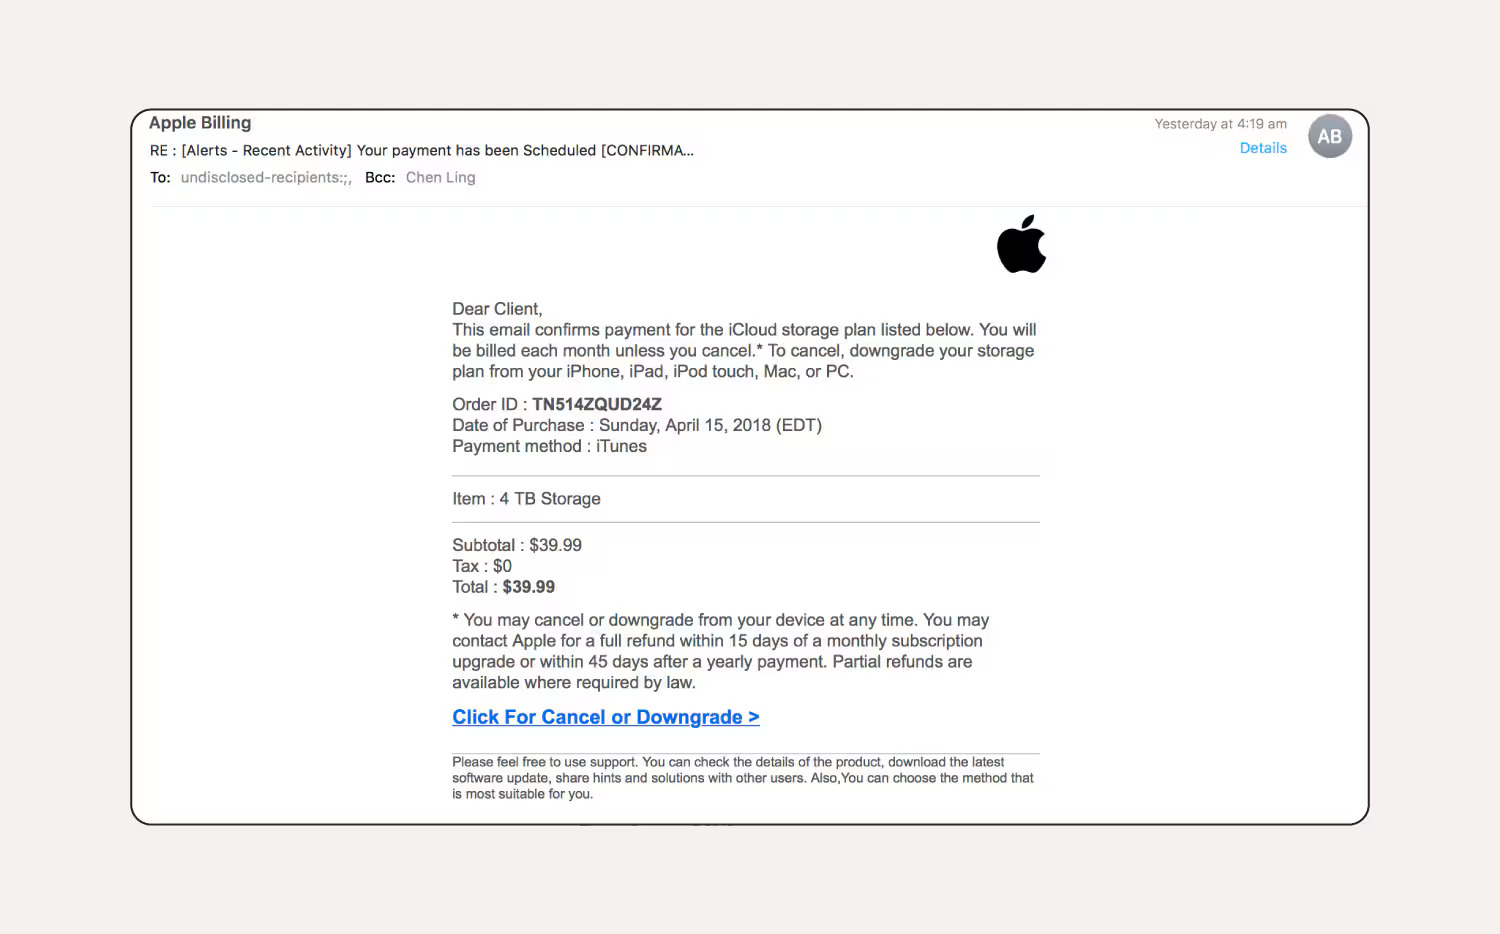 Apple Billing
Yesterday at 4:19 am
AB
RE : [Alerts - Recent Activity] Your payment has been Scheduled [CONFIRMA...
Details
To: undisclosed-recipients:;, Bcc: Chen Ling
Dear Client,
This email confirms payment for the iCloud storage plan listed below. You will
be billed each month unless you cancel.* To cancel, downgrade your storage
plan from your iPhone, iPad, iPod touch, Mac, or PC.
Order ID : TN514ZQUD24Z
Date of Purchase : Sunday, April 15, 2018 (EDT)
Payment method : iTunes
Item : 4 TB Storage
Subtotal : $39.99
Tax : $0
Total : $39.99
* You may cancel or downgrade from your device at any time. You may
contact Apple for a full refund within 15 days of a monthly subscription
upgrade or within 45 days after a yearly payment. Partial refunds are
available where required by law.
Click For Cancel or Downgrade >
Please feel free to use support. You can check the details of the product, download the latest
software update, share hints and solutions with other users. Also,You can choose the method that
is most suitable for you.